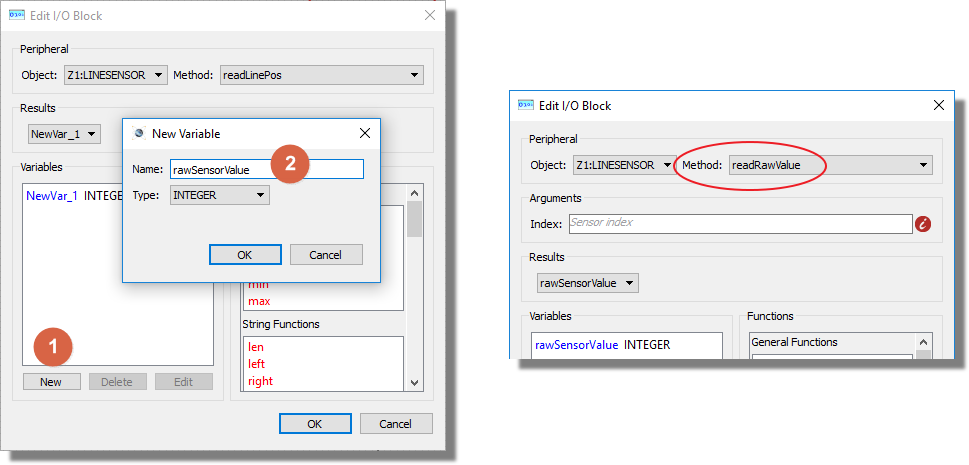 Edit I/O Block
Peripheral
Object: Z1:LINESENSOR Method: readLinePos
Results
NewVar_1
Variables
NewVar_1 INTEGE
New Variable
Name: rawSensorValue
2
Type: INTEGER
OK Cancel
min
max
String Functions
len
left
right
1
New Delete Edit
OK Cancel
Edit I/O Block
Peripheral
Object: Z1:LINESENSOR Method: readRawValue
Arguments
Index: Sensor index
i
Results
rawSensorValue
Variables Functions
rawSensorValue INTEGER General Functions